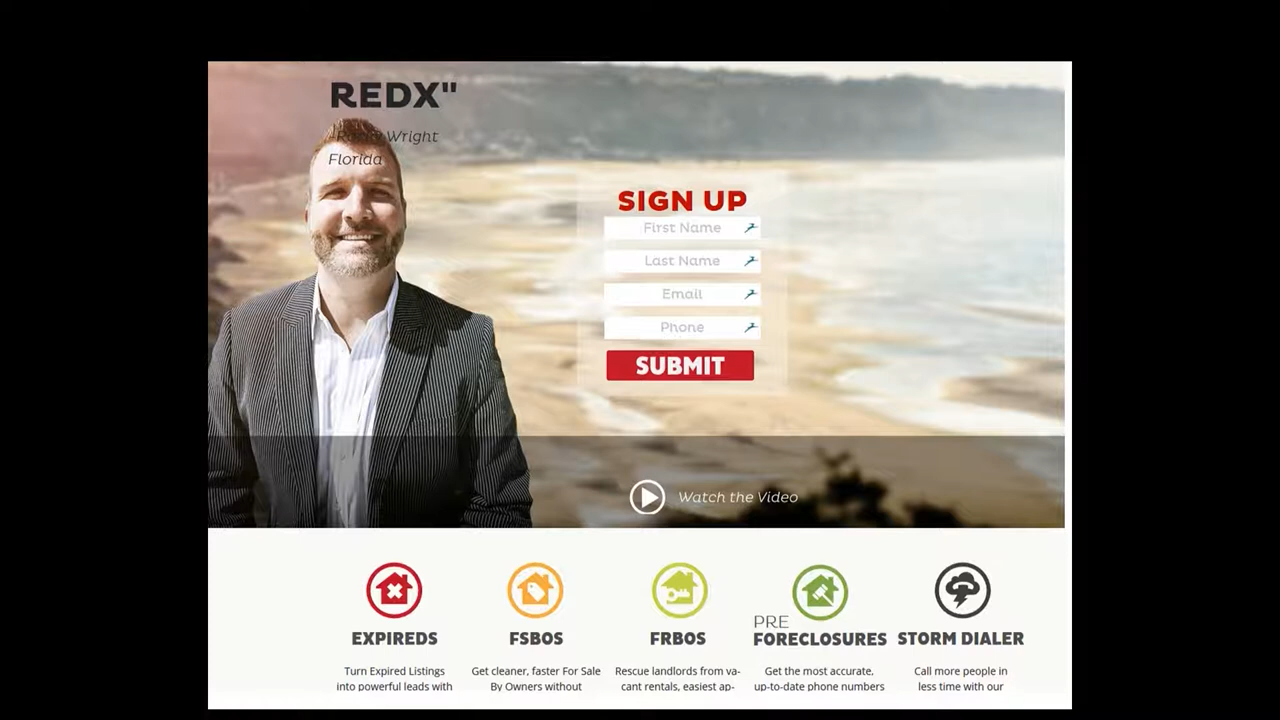 REDX"
Wright
Florida
SIGN UP
First Name
Last Name
Email
Phone
SUBMIT
Watch the Video
EXPIREDS
FSBOS
FRBOS
PRE
FORECLOSURES
STORM DIALER
Turn Expired Listings
into powerful leads with
Get cleaner, faster For Sale
By Owners without
Rescue landlords from va-
cant rentals, easiest ap-
Get the most accurate,
up-to-date phone numbers
Call more people in
less time with our